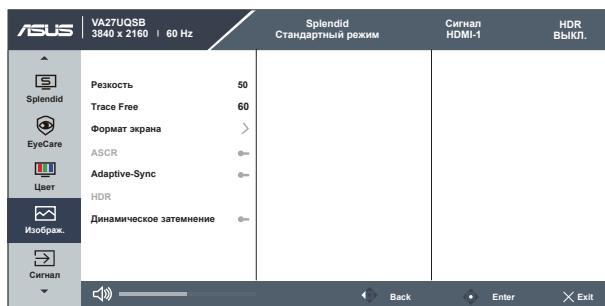 ASUS
VA27UQSB
3840 x 2160 | 60 Hz
Splendid
Стандартный режим
Сигнал
HDMI-1
HDR
ВЫКЛ.
Splendid
EyeCare
Цвет
Изображ.
Сигнал
Резкость 50
Trace Free 60
Формат экрана
ASCR
Adaptive-Sync
HDR
Динамическое затемнение
Back
Enter
Exit